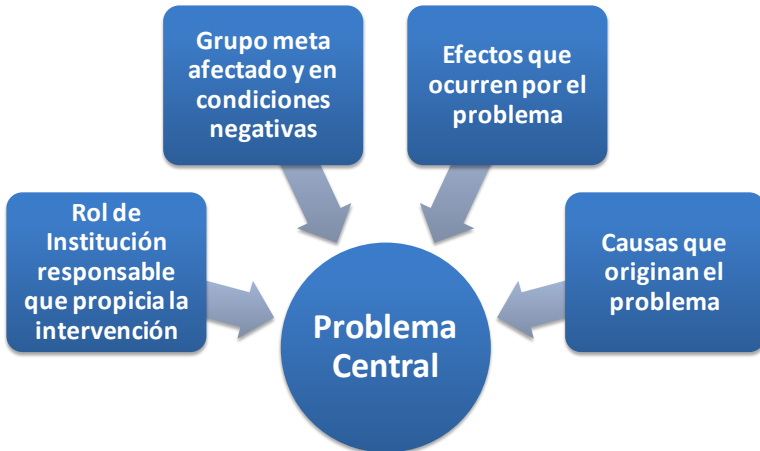 Grupo meta
afectado y en
condiciones
negativas
Efectos que
ocurren por el
problema
Rol de
Institución
responsable
que propicia la
intervención
Causas que
originan el
problema
Problema
Central